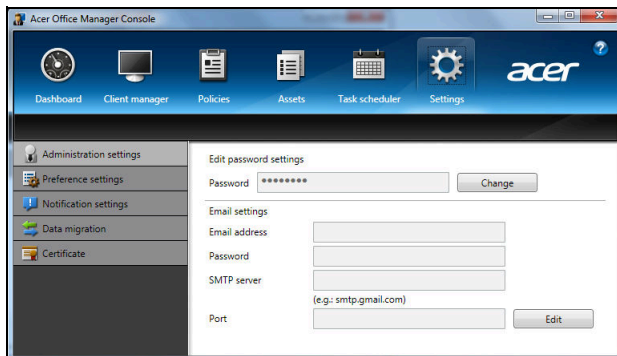 Acer Office Manager Console
?
acer
Dashboard Client manager Policies Assets Task scheduler Settings
Administration settings
Preference settings
Notification settings
Data migration
Certificate
Edit password settings
Password ******** Change
Email settings
Email address
Password
SMTP server
(e.g.: smtp.gmail.com)
Port Edit